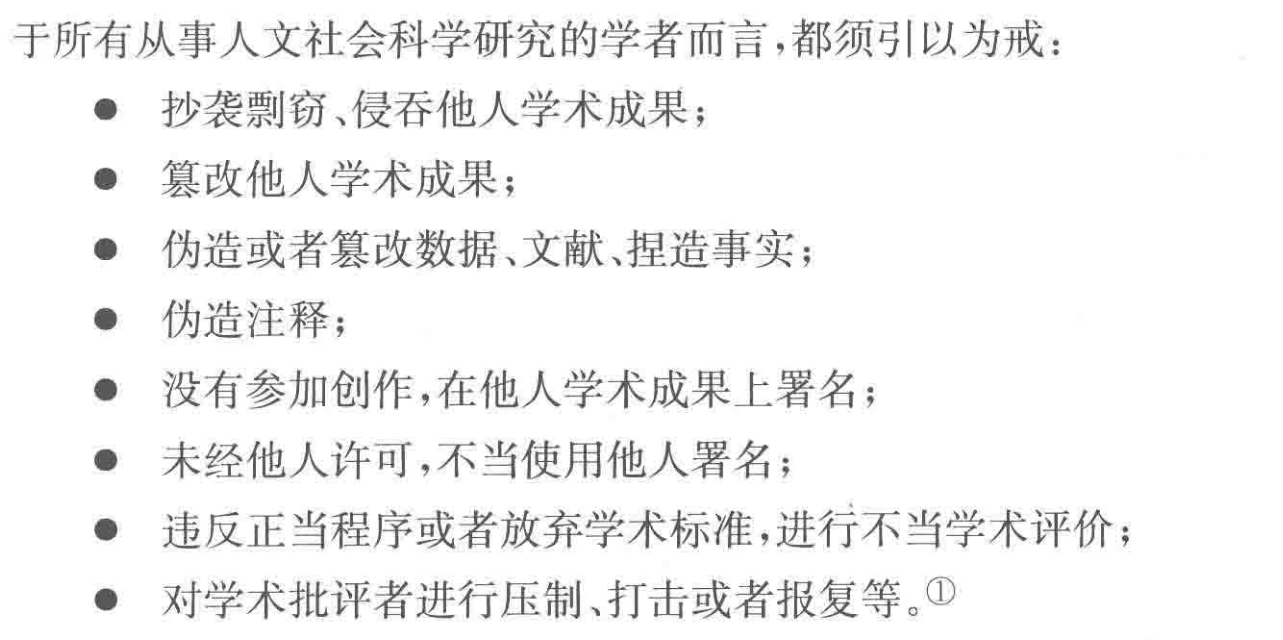 于所有从事人文社会科学研究的学者而言,都须引以为戒:
● 抄袭剽窃、侵吞他人学术成果;
● 篡改他人学术成果;
● 伪造或者篡改数据、文献、捏造事实;
● 伪造注释;
● 没有参加创作,在他人学术成果上署名;
● 未经他人许可,不当使用他人署名;
● 违反正当程序或者放弃学术标准,进行不当学术评价;
● 对学术批评者进行压制、打击或者报复等。①